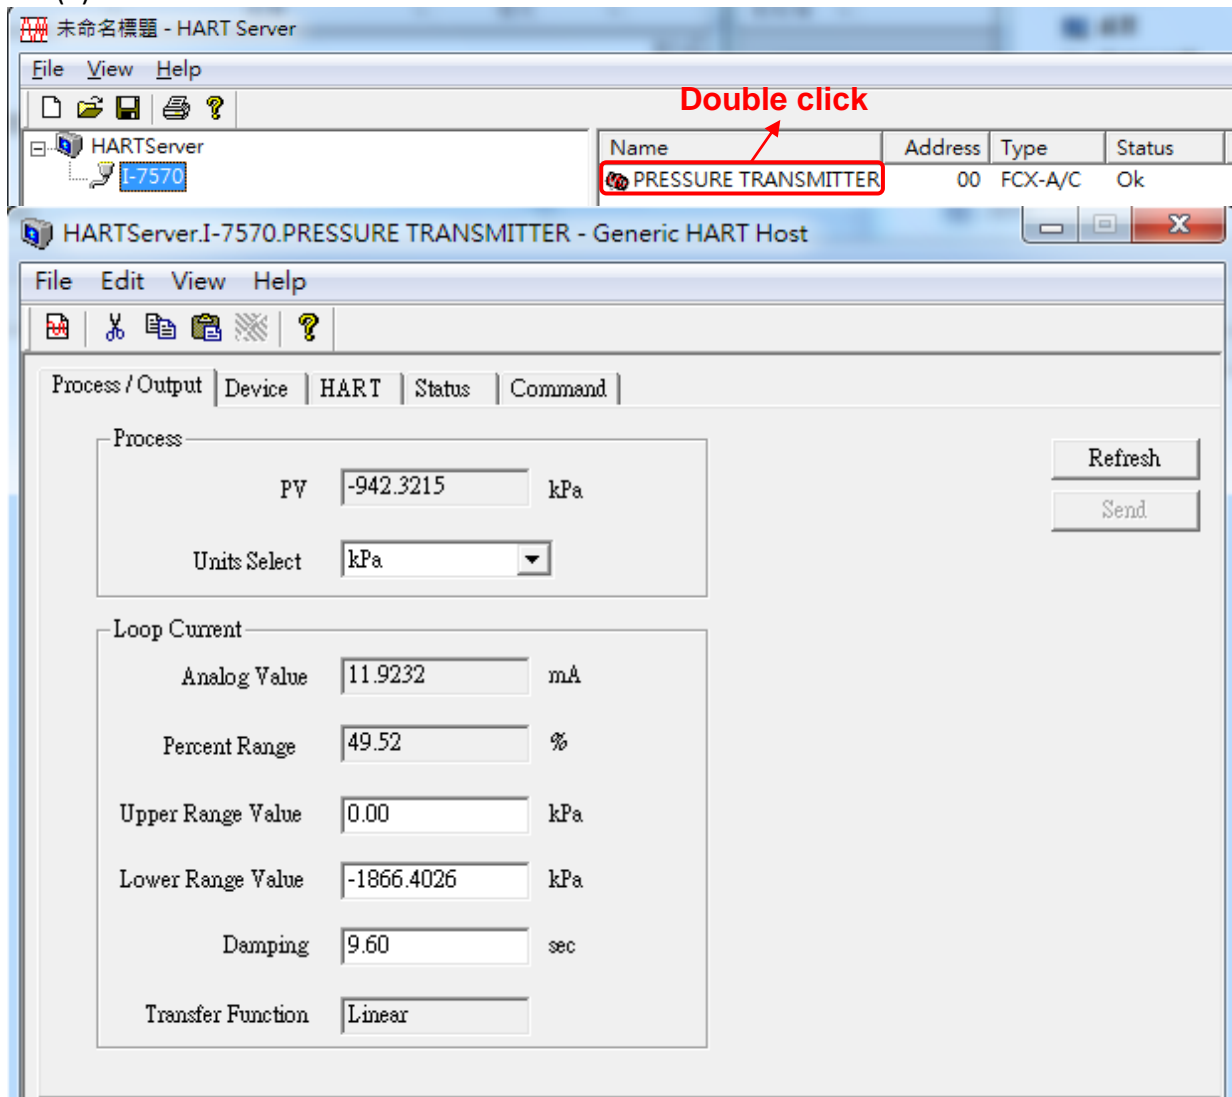 未命名標題 - HART Server
File View Help
Double click
HARTServer
I-7570
Name Address Type Status
PRESSURE TRANSMITTER 00 FCX-A/C Ok
HARTServer.I-7570.PRESSURE TRANSMITTER - Generic HART Host
File Edit View Help
Process / Output Device HART Status Command
Process
PV -942.3215 kPa
Units Select kPa
Refresh
Send
Loop Current
Analog Value 11.9232 mA
Percent Range 49.52 %
Upper Range Value 0.00 kPa
Lower Range Value -1866.4026 kPa
Damping 9.60 sec
Transfer Function Linear